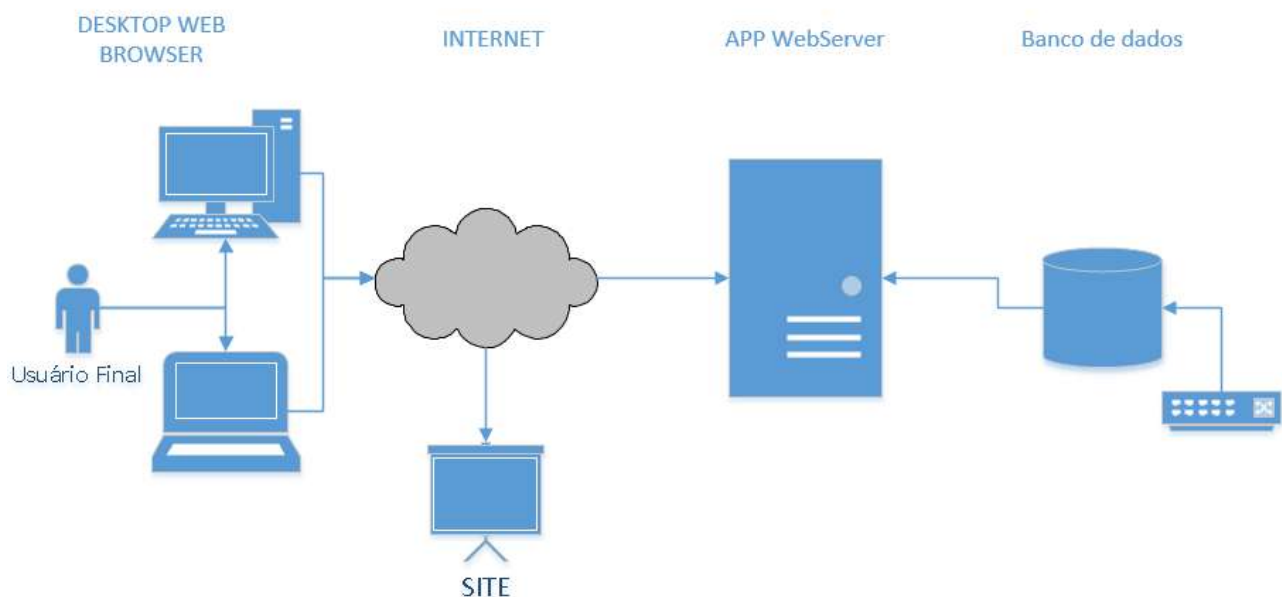 DESKTOP WEB
BROWSER
INTERNET
APP WebServer
Banco de dados
Usuário Final
SITE